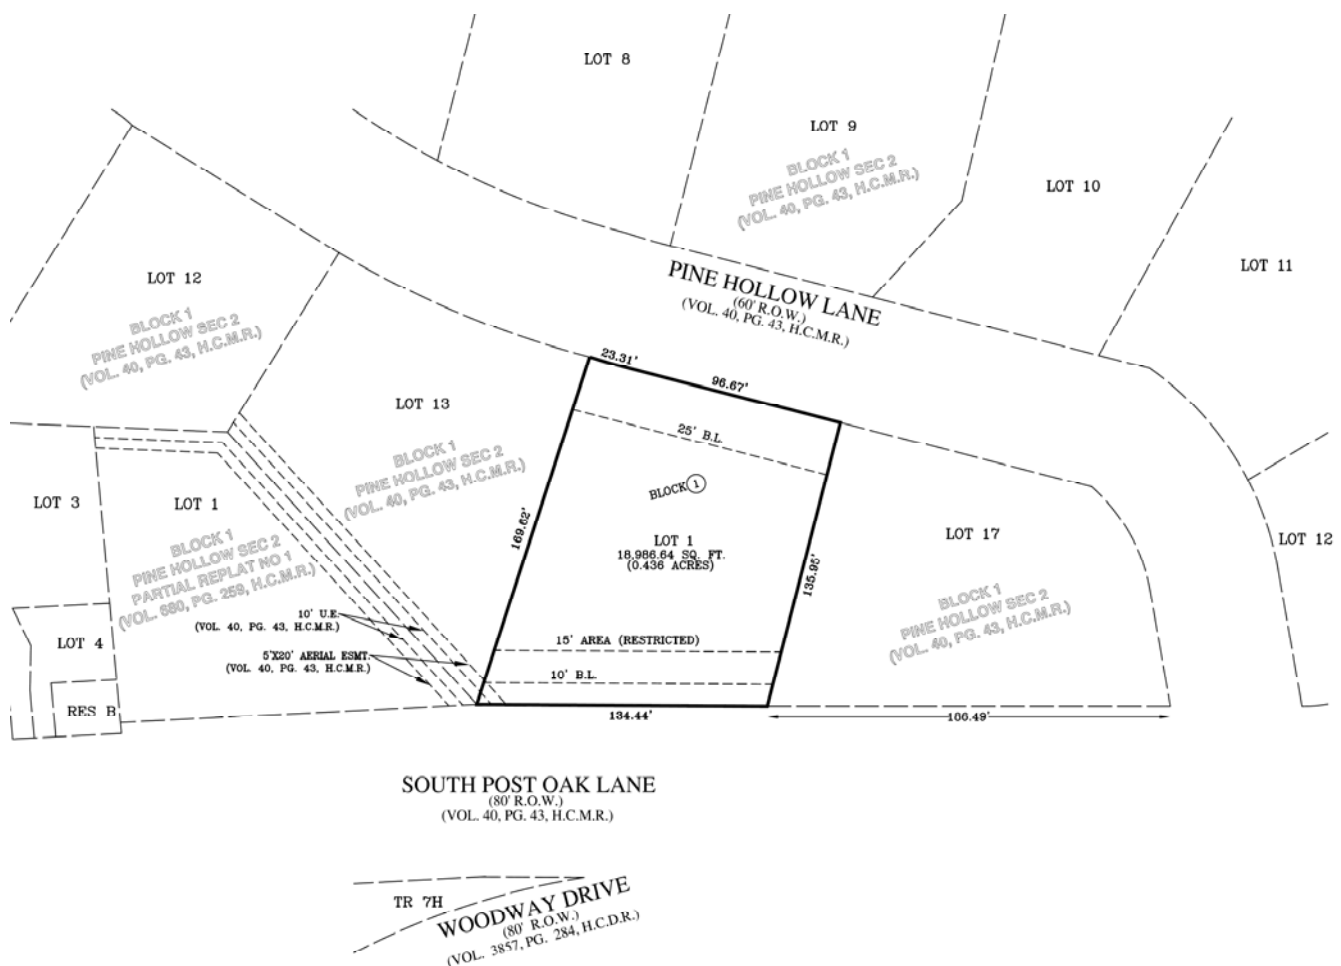 LOT 8
LOT 9
BLOCK 1
PINE HOLLOW SEC 2
(VOL. 40, PG. 43, H.C.M.R.)
LOT 10
LOT 11
LOT 12
BLOCK 1
PINE HOLLOW SEC 2
(VOL. 40, PG. 43, H.C.M.R.)
PINE HOLLOW LANE
(60' R.O.W.)
(VOL. 40, PG. 43, H.C.M.R.)
23.31'
96.67'
LOT 13
BLOCK 1
PINE HOLLOW SEC 2
(VOL. 40, PG. 43, H.C.M.R.)
25' B.L.
BLOCK 1
LOT 3
LOT 1
BLOCK 1
PINE HOLLOW SEC 2
PARTIAL REPLAT NO 1
(VOL. 680, PG. 259, H.C.M.R.)
169.62'
LOT 1
18,986.64 SQ. FT.
(0.436 ACRES)
135.95'
LOT 17
BLOCK 1
PINE HOLLOW SEC 2
(VOL. 40, PG. 43, H.C.M.R.)
LOT 12
10' U.E.
(VOL. 40, PG. 43, H.C.M.R.)
5'X20' AERIAL ESMT.
(VOL. 40, PG. 43, H.C.M.R.)
15' AREA (RESTRICTED)
10' B.L.
LOT 4
RES B
134.44'
106.49'
SOUTH POST OAK LANE
(80' R.O.W.)
(VOL. 40, PG. 43, H.C.M.R.)
TR 7H
WOODWAY DRIVE
(80' R.O.W.)
(VOL. 3857, PG. 284, H.C.D.R.)